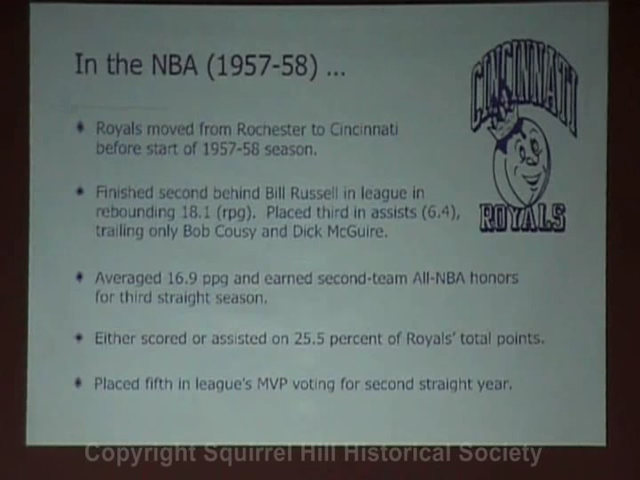 In the NBA (1957-58) ...
CINCINNATI
ROYALS
Royals moved from Rochester to Cincinnati
before start of 1957-58 season.
Finished second behind Bill Russell in league in
rebounding 18.1 (rpg). Placed third in assists (6.4),
trailing only Bob Cousy and Dick McGuire.
Averaged 16.9 ppg and earned second-team All-NBA honors
for third straight season.
Either scored or assisted on 25.5 percent of Royals' total points.
Placed fifth in league's MVP voting for second straight year.
Copyright Squirrel Hill Historical Society